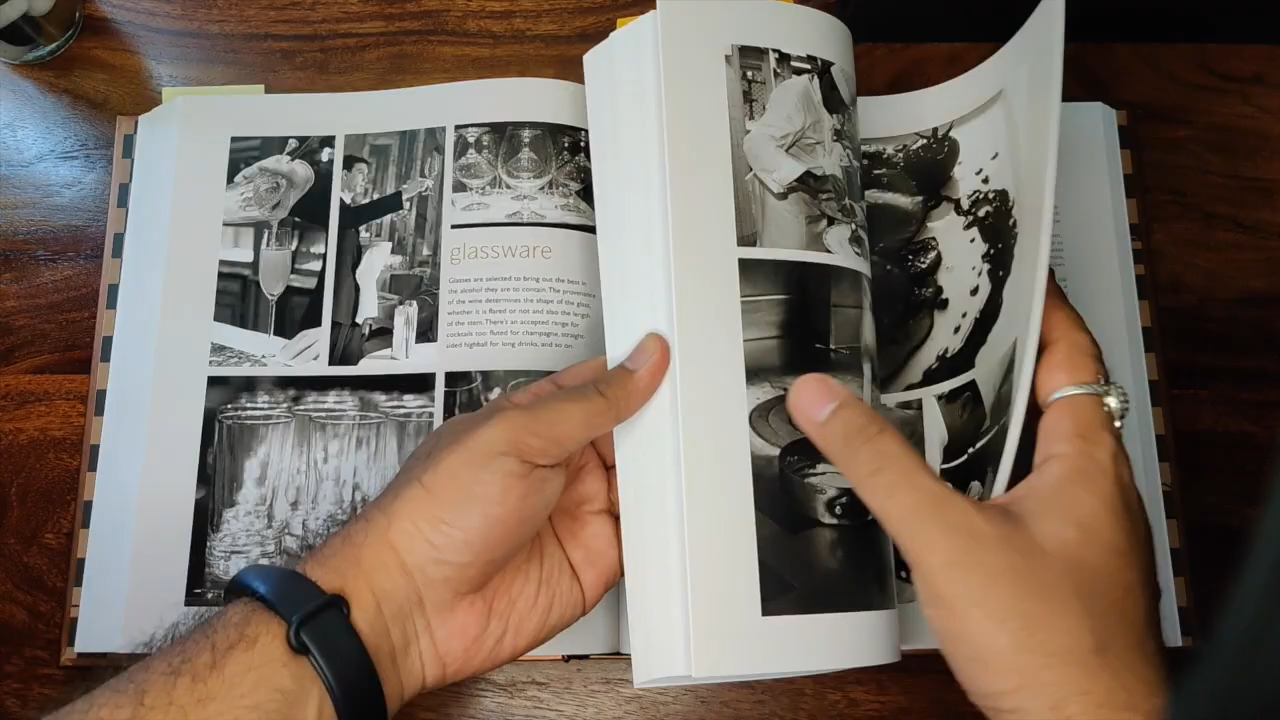 glassware
Glasses are selected to bring out the best in
the alcohol they are to contain. The provenance
of the wine determines the shape of the glass,
whether it is flared or not and also the length
of the stem. There's an accepted range for
cocktails too: fluted for champagne, straight-
sided highball for long drinks, and so on.